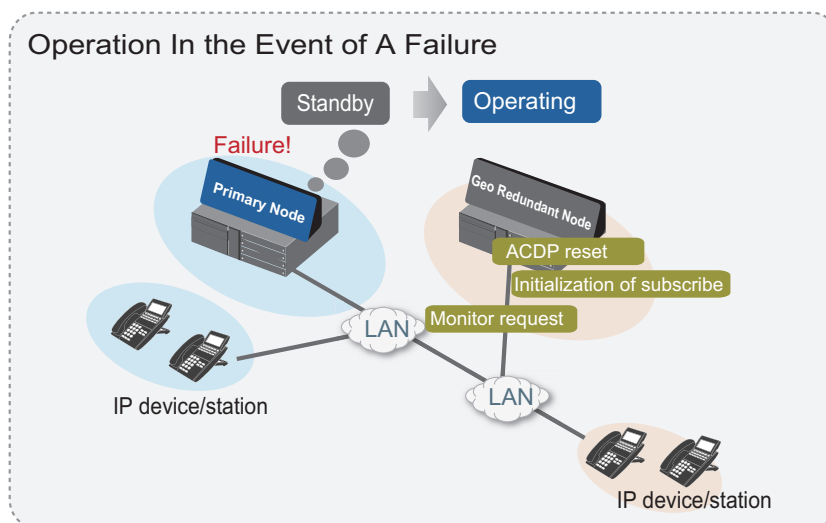 Operation In the Event of A Failure
Standby
Operating
Failure!
Primary Node
Geo Redundant Node
ACDP reset
Initialization of subscribe
Monitor request
LAN
LAN
IP device/station
IP device/station